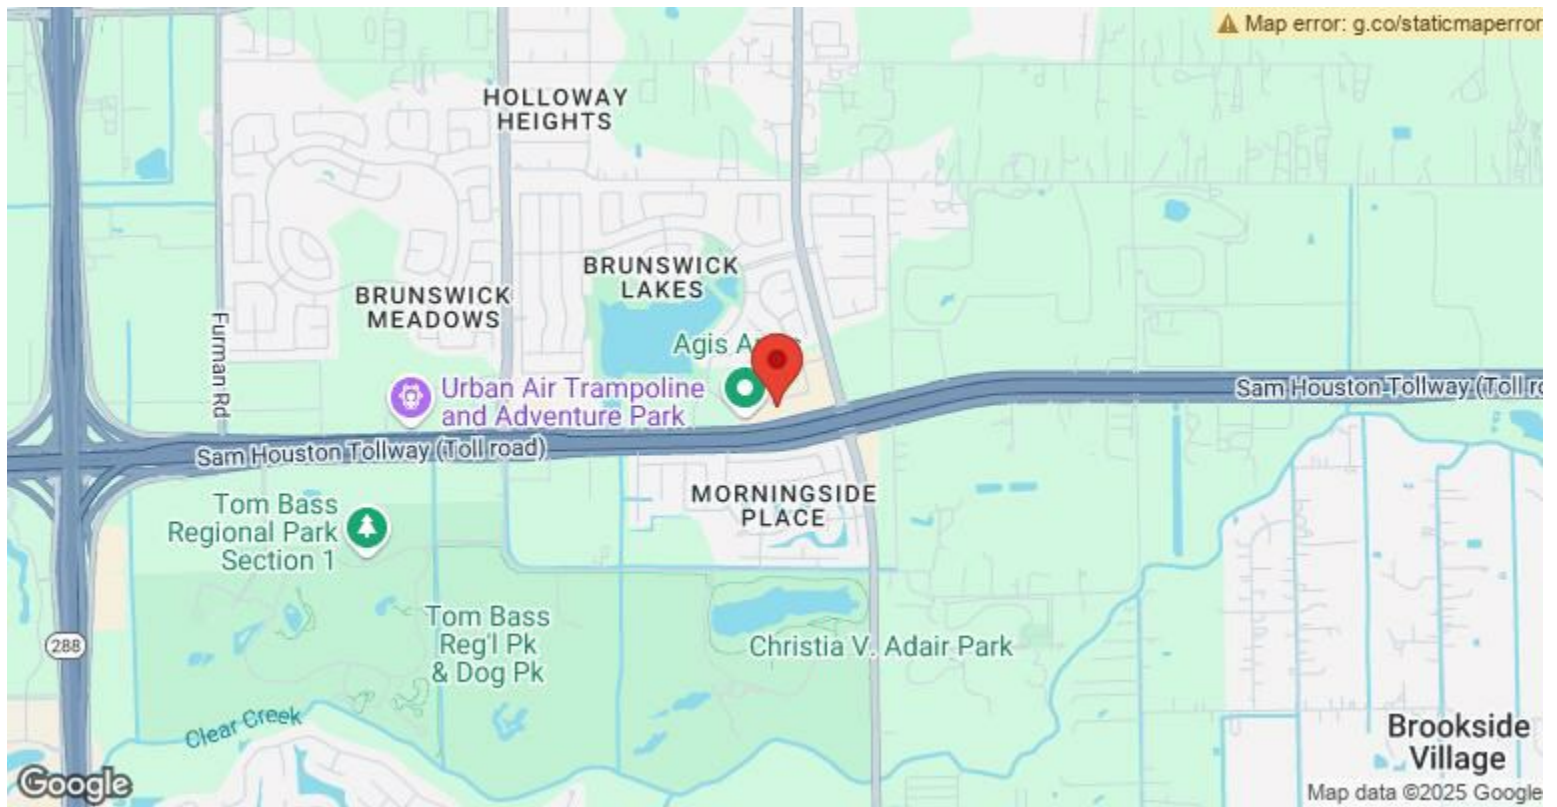 Map error: g.co/staticmaperror
HOLLOWAY
HEIGHTS
BRUNSWICK
LAKES
BRUNSWICK
MEADOWS
Furman Rd
Agis
Urban Air Trampoline
and Adventure Park
Sam Houston Tollway (Toll
Sam Houston Tollway (Toll road)
MORNINGSIDE
PLACE
Tom Bass
Regional Park
Section 1
Tom Bass
Reg'l Pk
& Dog Pk
Christia V. Adair Park
288
Clear Creek
Brookside
Village
Google
Map data ©2025 Google